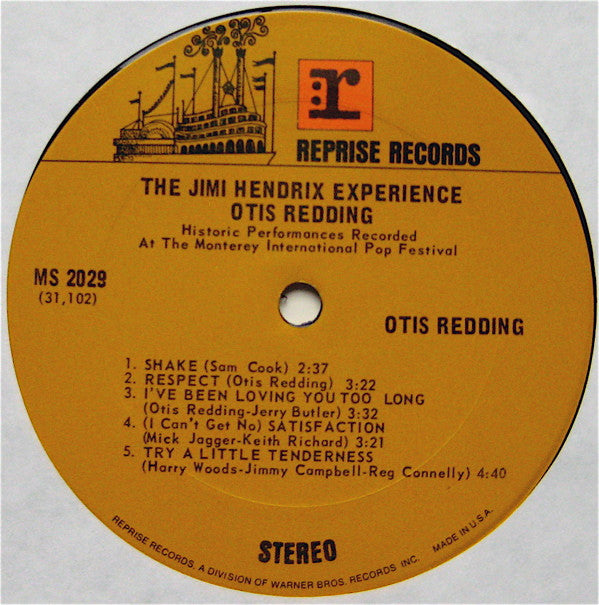 :r
REPRISE RECORDS
THE JIMI HENDRIX EXPERIENCE
OTIS REDDING
Historic Performances Recorded
At The Monterey International Pop Festival
MS 2029
(31,102)
OTIS REDDING
1. SHAKE (Sam Cook) 2:37
2. RESPECT (Otis Redding) 3:22
3. I'VE BEEN LOVING YOU TOO LONG
(Otis Redding-Jerry Butler) 3:32
4. (I Can't Get No) SATISFACTION
(Mick Jagger-Keith Richard) 3:21
5. TRY A LITTLE TENDERNESS
(Harry Woods-Jimmy Campbell-Reg Connelly) 4:40
STEREO
REPRISE RECORDS, A DIVISION OF WARNER BROS. RECORDS INC. MADE IN U.S.A.